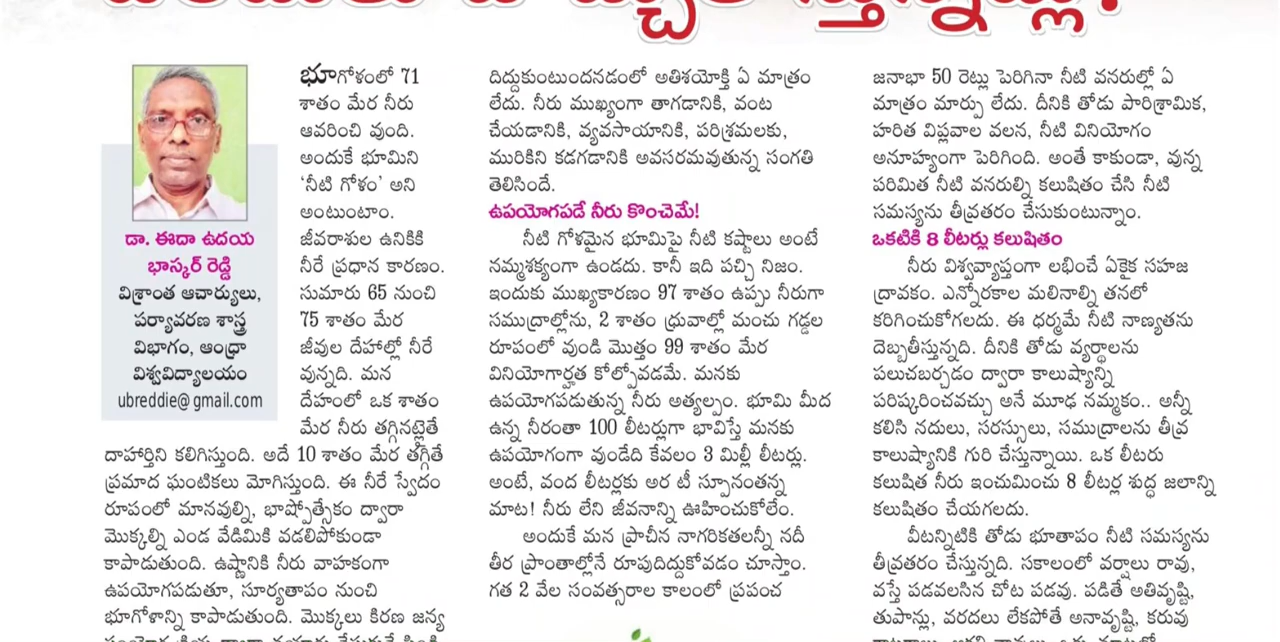 డా. ఈదా ఉదయ
భాస్కర్ రెడ్డి
విశ్రాంత ఆచార్యులు,
పర్యావరణ శాస్త్ర
విభాగం, ఆంధ్రా
విశ్వవిద్యాలయం
ubreddie@gmail.com
భూగోళంలో 71
శాతం మేర నీరు
ఆవరించి వుంది.
అందుకే భూమిని
‘నీటి గోళం’ అని
అంటుంటాం.
జీవరాశుల ఉనికికి
నీరే ప్రధాన కారణం.
సుమారు 65 నుంచి
75 శాతం మేర
జీవుల దేహాల్లో నీరే
వున్నది. మన
దేహంలో ఒక శాతం
మేర నీరు తగ్గినట్లైతే
దాహార్తిని కలిగిస్తుంది. అదే 10 శాతం మేర తగ్గితే
ప్రమాద ఘంటికలు మోగిస్తుంది. ఈ నీరే స్వేదం
రూపంలో మానవుల్ని, భాష్పోత్సేకం ద్వారా
మొక్కల్ని ఎండ వేడిమికి వడలిపోకుండా
కాపాడుతుంది. ఉష్ణానికి నీరు వాహకంగా
ఉపయోగపడుతూ, సూర్యతాపం నుంచి
భూగోళాన్ని కాపాడుతుంది. మొక్కలు కిరణ జన్య
దిద్దుకుంటుందనడంలో అతిశయోక్తి ఏ మాత్రం
లేదు. నీరు ముఖ్యంగా తాగడానికి, వంట
చేయడానికి, వ్యవసాయానికి, పరిశ్రమలకు,
మురికిని కడగడానికి అవసరమవుతున్న సంగతి
తెలిసిందే.
ఉపయోగపడే నీరు కొంచెమే!
నీటి గోళమైన భూమిపై నీటి కష్టాలు అంటే
నమ్మశక్యంగా ఉండదు. కానీ ఇది పచ్చి నిజం.
ఇందుకు ముఖ్యకారణం 97 శాతం ఉప్పు నీరుగా
సముద్రాల్లోను, 2 శాతం ధ్రువాల్లో మంచు గడ్డల
రూపంలో వుండి మొత్తం 99 శాతం మేర
వినియోగార్హత కోల్పోవడమే. మనకు
ఉపయోగపడుతున్న నీరు అత్యల్పం. భూమి మీద
ఉన్న నీరంతా 100 లీటర్లుగా భావిస్తే మనకు
ఉపయోగంగా వుండేది కేవలం 3 మిల్లీ లీటర్లు.
అంటే, వంద లీటర్లకు అర టీ స్పూనంతన్న
మాట! నీరు లేని జీవనాన్ని ఊహించుకోలేం.
అందుకే మన ప్రాచీన నాగరికతలన్నీ నదీ
తీర ప్రాంతాల్లోనే రూపుదిద్దుకోవడం చూస్తాం.
గత 2 వేల సంవత్సరాల కాలంలో ప్రపంచ
జనాభా 50 రెట్లు పెరిగినా నీటి వనరుల్లో ఏ
మాత్రం మార్పు లేదు. దీనికి తోడు పారిశ్రామిక,
హరిత విప్లవాల వలన, నీటి వినియోగం
అనూహ్యంగా పెరిగింది. అంతే కాకుండా, వున్న
పరిమిత నీటి వనరుల్ని కలుషితం చేసి నీటి
సమస్యను తీవ్రతరం చేసుకుంటున్నాం.
ఒకటికి 8 లీటర్లు కలుషితం
నీరు విశ్వవ్యాప్తంగా లభించే ఏకైక సహజ
ద్రావకం. ఎన్నోరకాల మలినాల్ని తనలో
కరిగించుకోగలదు. ఈ ధర్మమే నీటి నాణ్యతను
దెబ్బతీస్తున్నది. దీనికి తోడు వ్యర్థాలను
పలుచబర్చడం ద్వారా కాలుష్యాన్ని
పరిష్కరించవచ్చు అనే మూఢ నమ్మకం.. అన్నీ
కలిసి నదులు, సరస్సులు, సముద్రాలను తీవ్ర
కాలుష్యానికి గురి చేస్తున్నాయి. ఒక లీటరు
కలుషిత నీరు ఇంచుమించు 8 లీటర్ల శుద్ధ జలాన్ని
కలుషితం చేయగలదు.
వీటన్నిటికి తోడు భూతాపం నీటి సమస్యను
తీవ్రతరం చేస్తున్నది. సకాలంలో వర్షాలు రావు,
వస్తే పడవలసిన చోట పడవు. పడితే అతివృష్టి,
తుపాన్లు, వరదలు లేకపోతే అనావృష్టి, కరువు